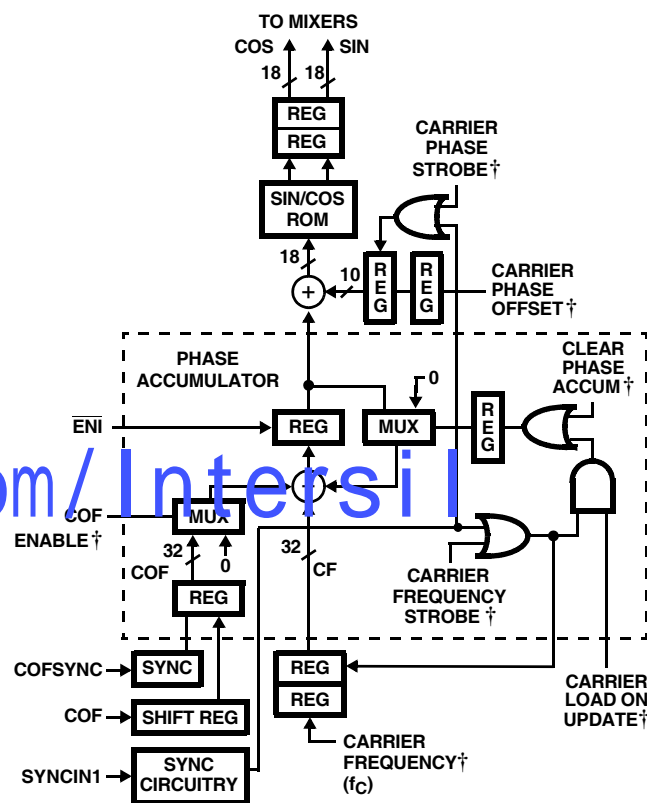 TO MIXERS
COS SIN
18 18
REG
REG
CARRIER
PHASE
STROBE†
SIN/COS
ROM
18
REG
REG
10
+
CARRIER
PHASE
OFFSET†
PHASE
ACCUMULATOR
CLEAR
PHASE
ACCUM†
0
ENI
REG
MUX
REG
om/Intersil
COF
ENABLE†
MUX
32
COF
0
32
CF
REG
CARRIER
FREQUENCY
STROBE†
COFSYNC
SYNC
REG
REG
COF
SHIFT REG
CARRIER
LOAD ON
UPDATE†
SYNCIN1
SYNC
CIRCUITRY
CARRIER
FREQUENCY†
(fC)